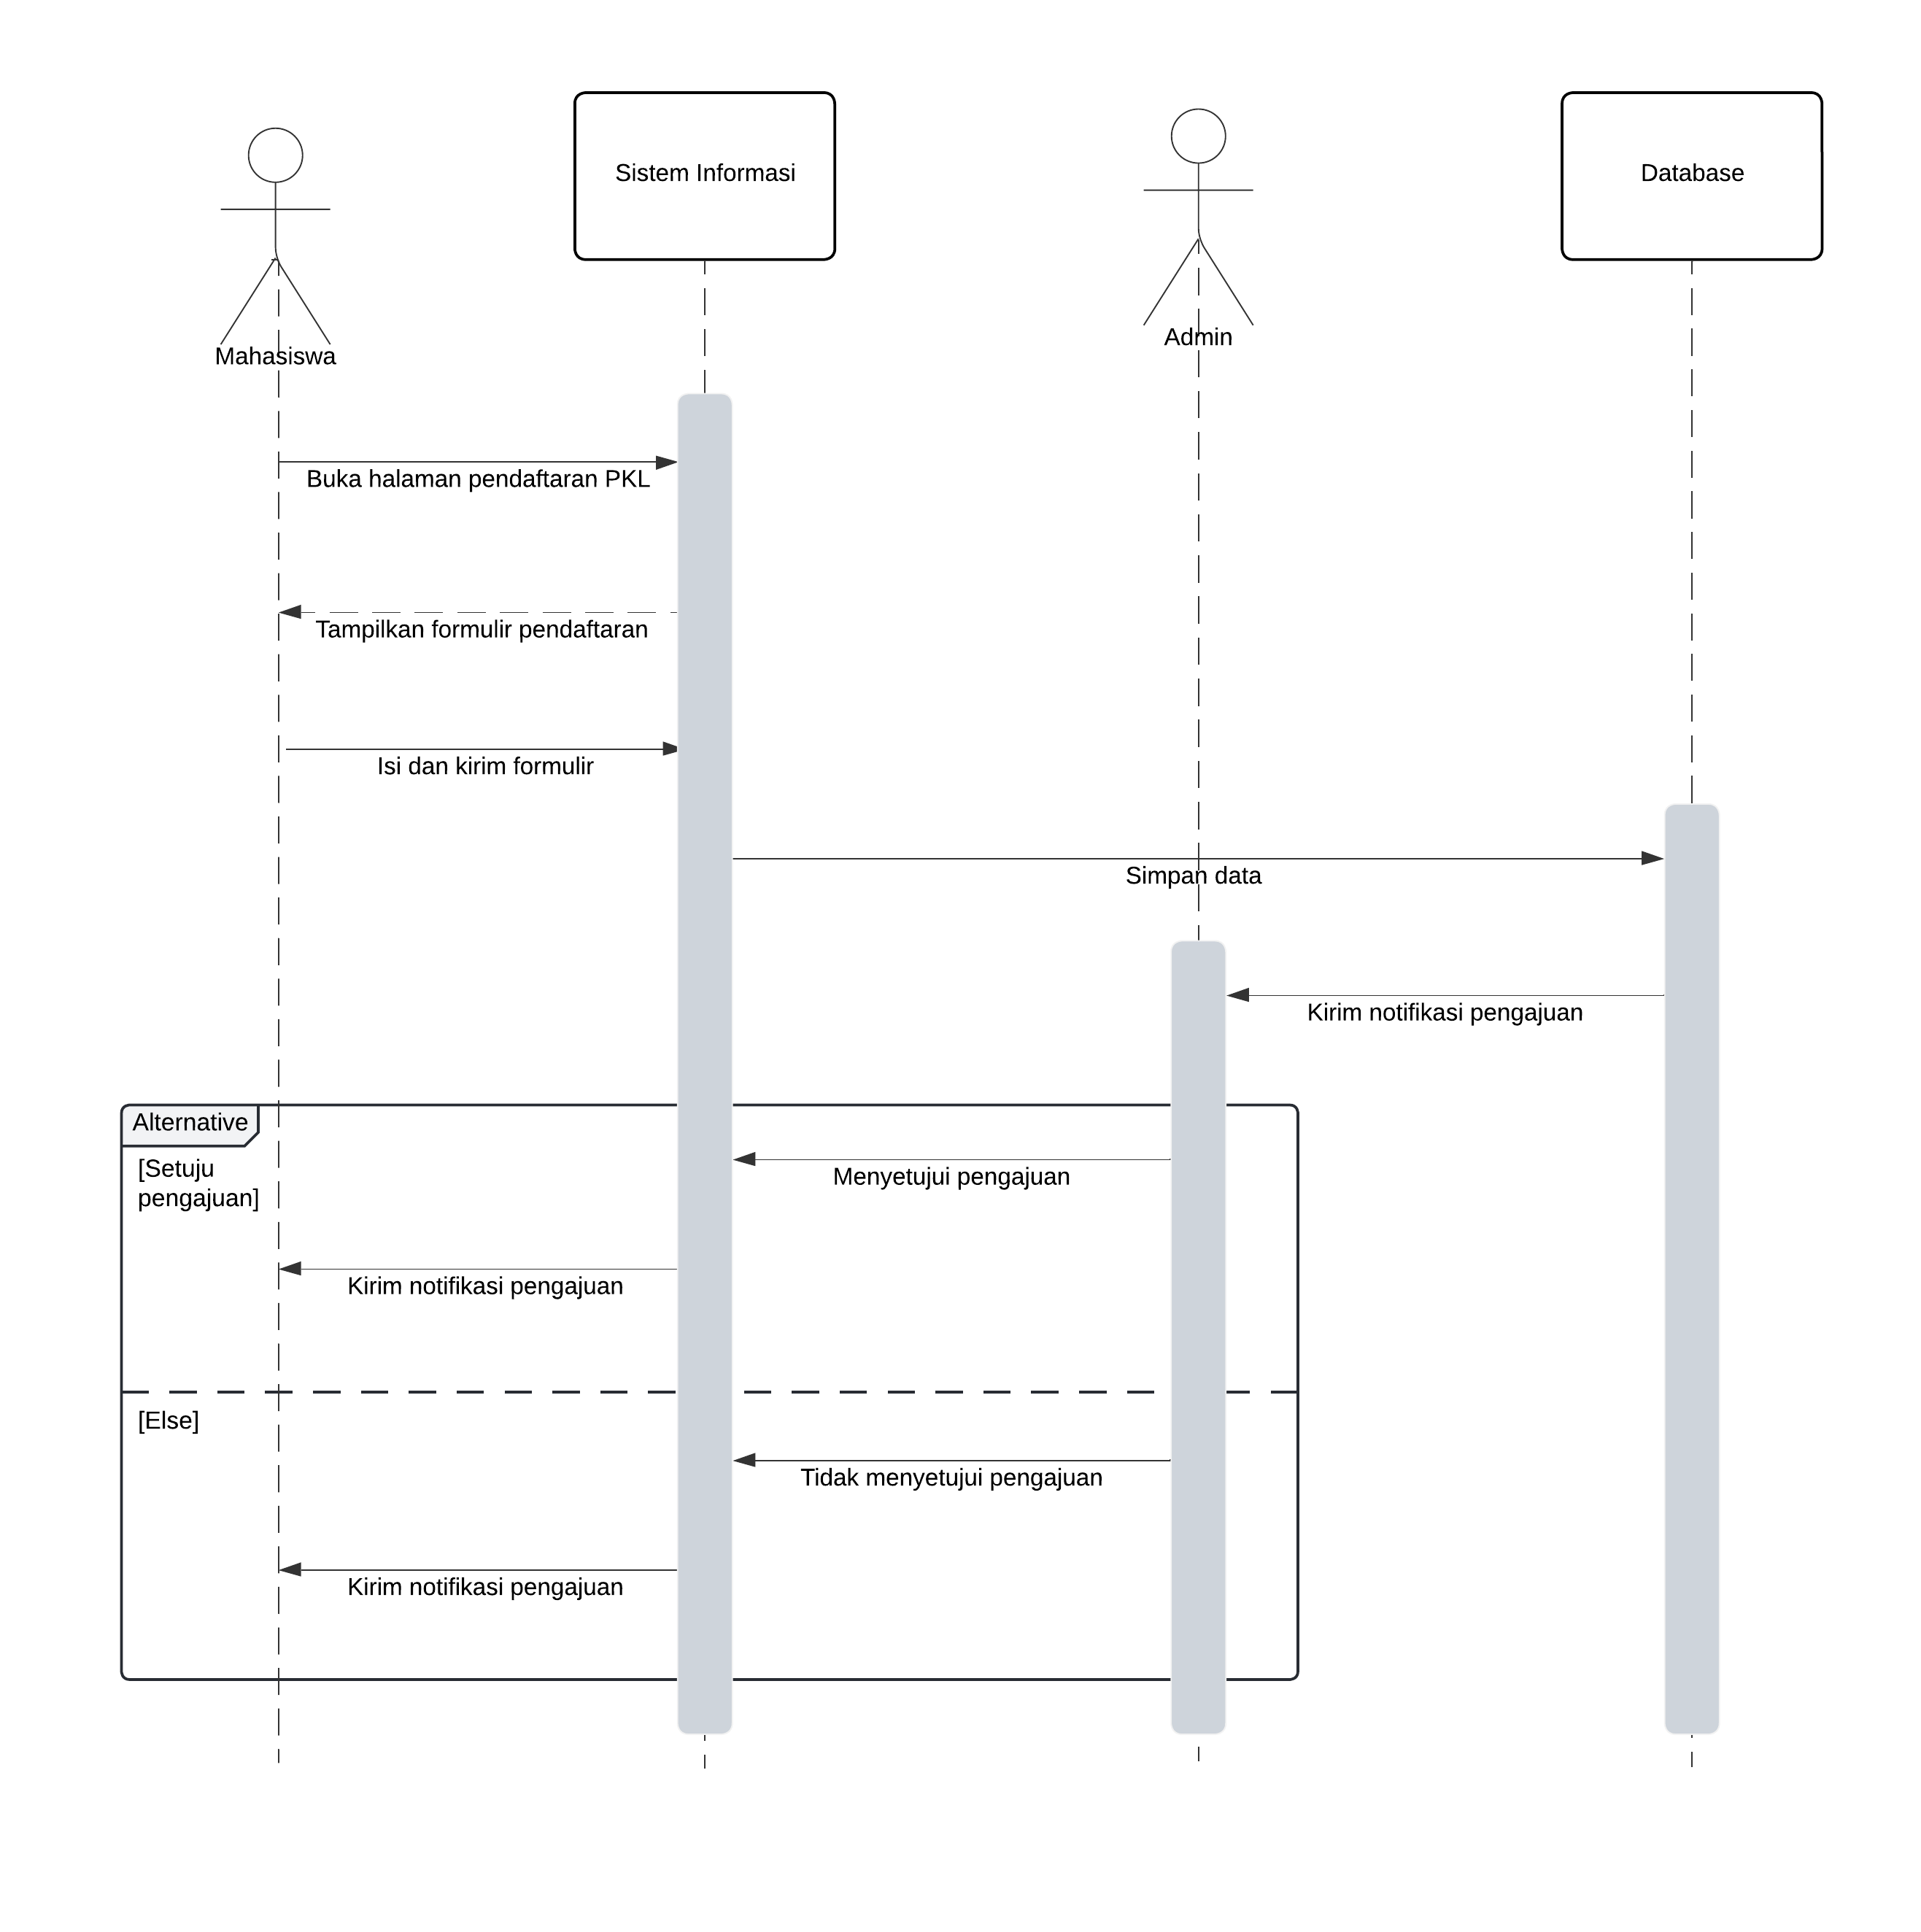 Sistem Informasi
Database
Admin
Mahasiswa
Buka halaman pendaftaran PKL
Tampilkan formulir pendaftaran
Isi dan kirim formulir
Simpan data
Kirim notifikasi pengajuan
Alternative
[Setuju
pengajuan]
Menyetujui pengajuan
Kirim notifikasi pengajuan
[Else]
Tidak menyetujui pengajuan
Kirim notifikasi pengajuan